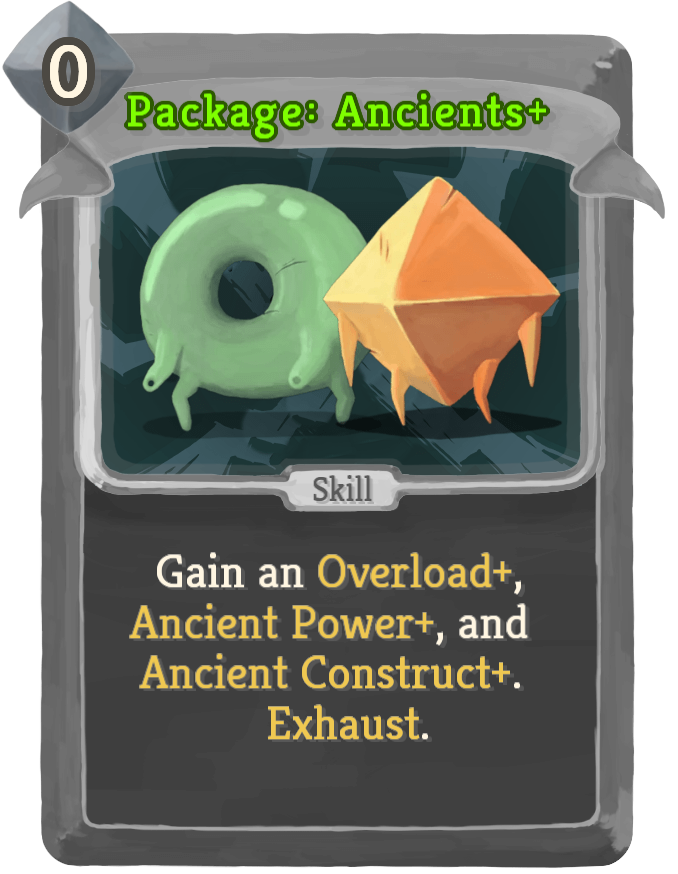 0
Package: Ancients+
Skill
Gain an Overload+,
Ancient Power+, and
Ancient Construct+.
Exhaust.